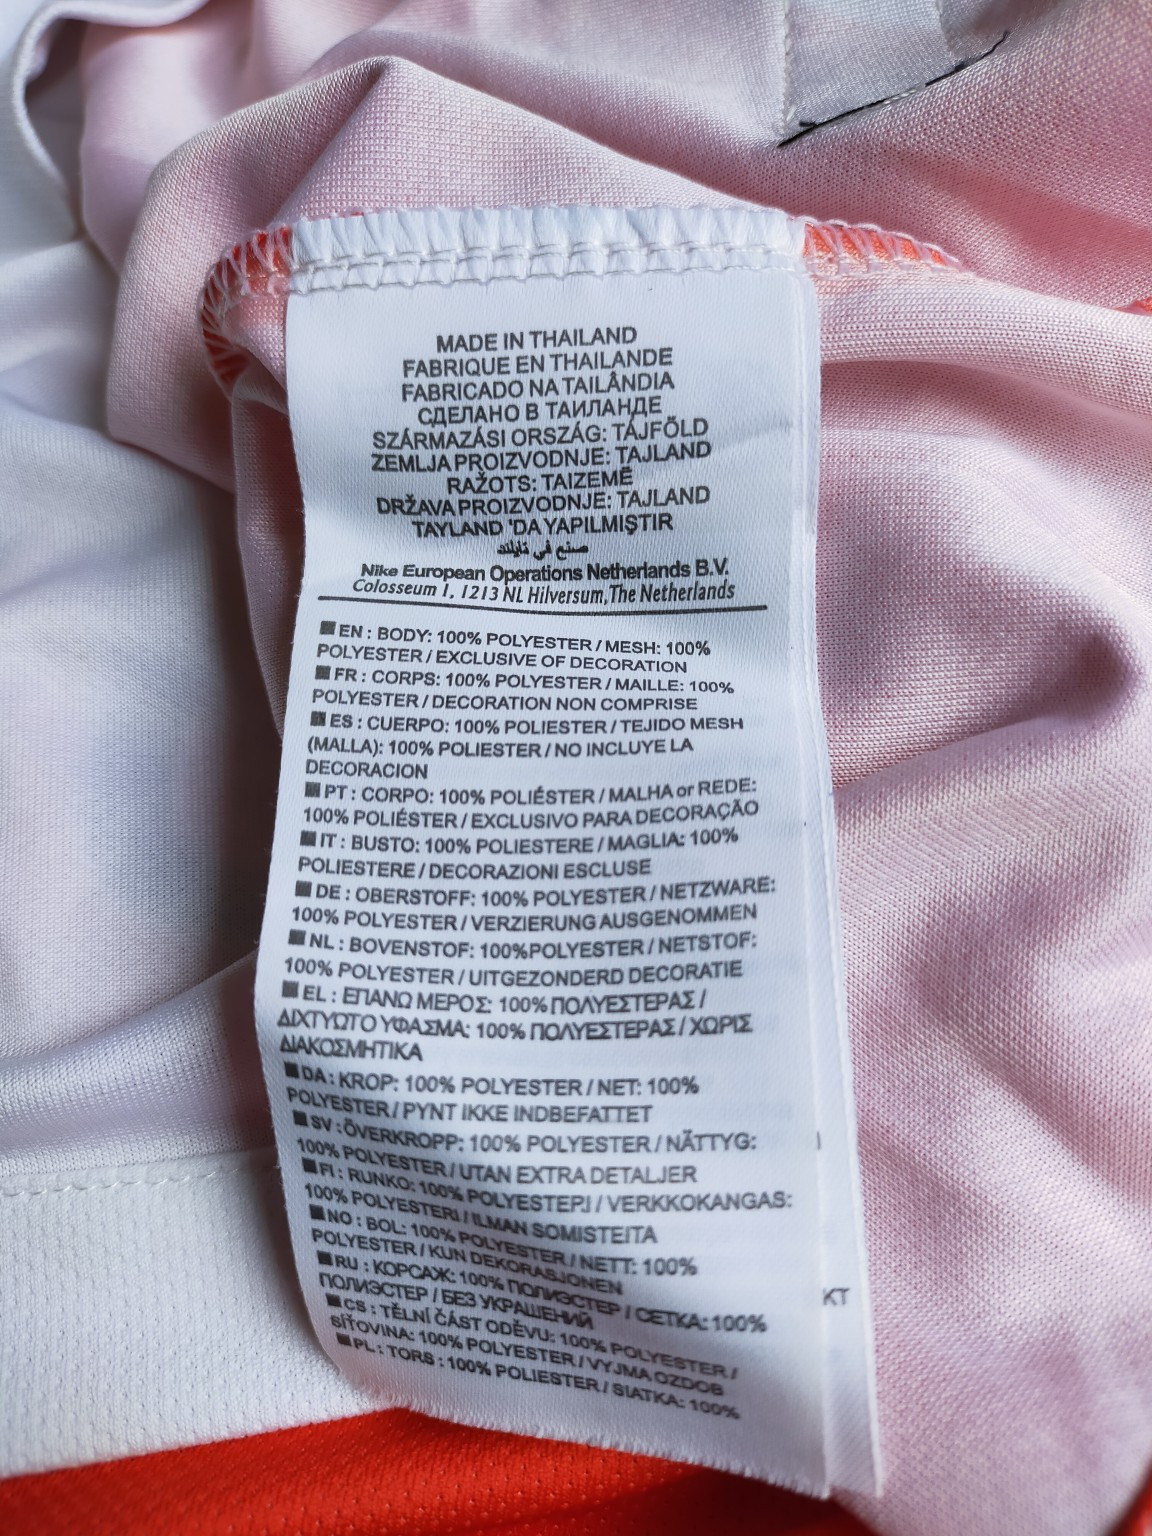 MADE IN THAILAND
FABRIQUE EN THAILANDE
FABRICADO NA TAILÂNDIA
СДЕЛАНО В ТАИЛАНДЕ
SZÁRMAZÁSI ORSZÁG: TÁJFÖLD
ZEMLJA PROIZVODNJE: TAJLAND
RAŽOTS: TAIZEMĒ
DRŽAVA PROIZVODNJE: TAJLAND
TAYLAND 'DA YAPILMIŞTIR
صنع في تايلند
Nike European Operations Netherlands B.V.
Colosseum 1, 1213 NL Hilversum, The Netherlands
EN : BODY: 100% POLYESTER / MESH: 100%
POLYESTER / EXCLUSIVE OF DECORATION
FR : CORPS: 100% POLYESTER / MAILLE: 100%
POLYESTER / DECORATION NON COMPRISE
ES : CUERPO: 100% POLIESTER / TEJIDO MESH
(MALLA): 100% POLIESTER / NO INCLUYE LA
DECORACION
PT : CORPO: 100% POLIÉSTER / MALHA or REDE:
100% POLIÉSTER / EXCLUSIVO PARA DECORAÇÃO
IT : BUSTO: 100% POLIESTERE / MAGLIA: 100%
POLIESTERE / DECORAZIONI ESCLUSE
DE : OBERSTOFF: 100% POLYESTER / NETZWARE:
100% POLYESTER / VERZIERUNG AUSGENOMMEN
NL : BOVENSTOF: 100%POLYESTER / NETSTOF:
100% POLYESTER / UITGEZONDERD DECORATIE
EL : ΕΠΑΝΩ ΜΕΡΟΣ: 100% ΠΟΛΥΕΣΤΕΡΑΣ /
ΔΙΧΤΥΩΤΟ ΥΦΑΣΜΑ: 100% ΠΟΛΥΕΣΤΕΡΑΣ / ΧΩΡΙΣ
ΔΙΑΚΟΣΜΗΤΙΚΑ
DA : KROP: 100% POLYESTER / NET: 100%
POLYESTER / PYNT IKKE INDBEFATTET
SV : ÖVERKROPP: 100% POLYESTER / NÄTTYG:
100% POLYESTER / UTAN EXTRA DETALJER
FI : RUNKO: 100% POLYESTERI / VERKKOKANGAS:
100% POLYESTERI / ILMAN SOMISTEITA
NO : BOL: 100% POLYESTER / NETT: 100%
POLYESTER / KUN DEKORASJONEN
RU : КОРСАЖ: 100% ПОЛИЭСТЕР / СЕТКА: 100%
ПОЛИЭСТЕР / БЕЗ УКРАШЕНИЙ
CS : TĚLNÍ ČÁST ODĚVU: 100% POLYESTER /
SÍŤOVINA: 100% POLYESTER / VYJMA OZDOB
PL : TORS : 100% POLIESTER / SIATKA: 100%
KT